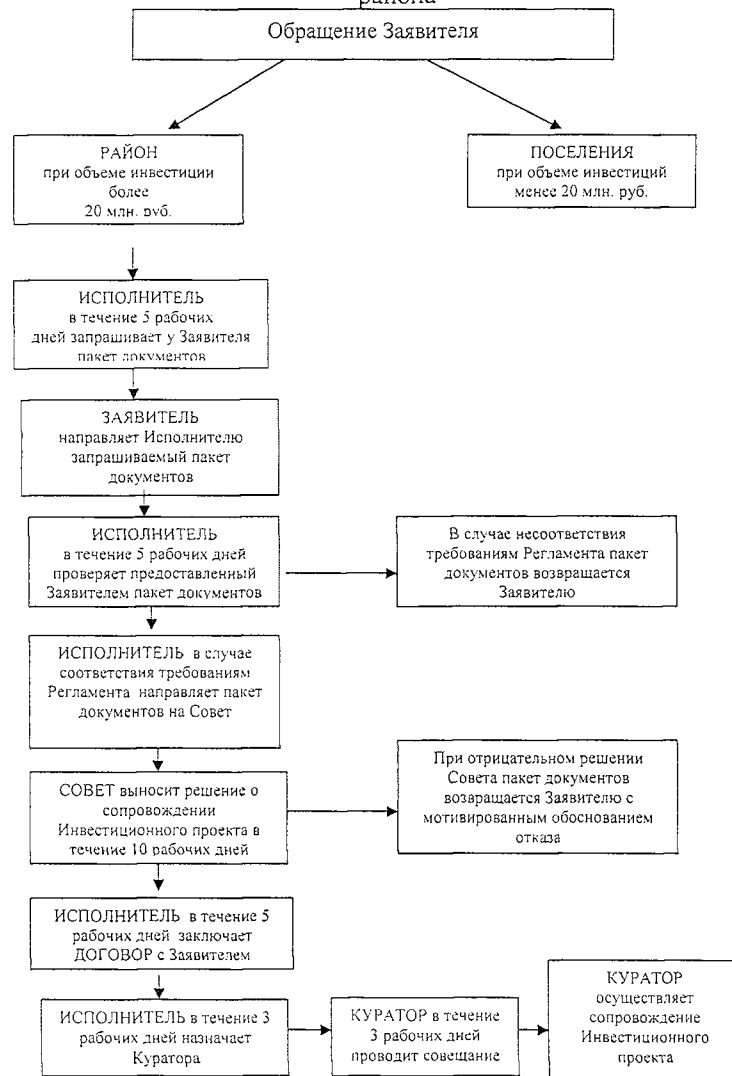 района
Обращение Заявителя
РАЙОН
при объеме инвестиции
более
20 млн. руб.
ПОСЕЛЕНИЯ
при объеме инвестиций
менее 20 млн. руб.
ИСПОЛНИТЕЛЬ
в течение 5 рабочих
дней запрашивает у Заявителя
пакет документов
ЗАЯВИТЕЛЬ
направляет Исполнителю
запрашиваемый пакет
документов
ИСПОЛНИТЕЛЬ
в течение 5 рабочих дней
проверяет предоставленный
Заявителем пакет документов
В случае несоответствия
требованиям Регламента пакет
документов возвращается
Заявителю
ИСПОЛНИТЕЛЬ в случае
соответствия требованиям
Регламента направляет пакет
документов на Совет
СОВЕТ выносит решение о
сопровождении
Инвестиционного проекта в
течение 10 рабочих дней
При отрицательном решении
Совета пакет документов
возвращается Заявителю с
мотивированным обоснованием
отказа
ИСПОЛНИТЕЛЬ в течение 5
рабочих дней заключает
ДОГОВОР с Заявителем
ИСПОЛНИТЕЛЬ в течение 3
рабочих дней назначает
Куратора
КУРАТОР в течение
3 рабочих дней
проводит совещание
КУРАТОР
осуществляет
сопровождение
Инвестиционного
проекта